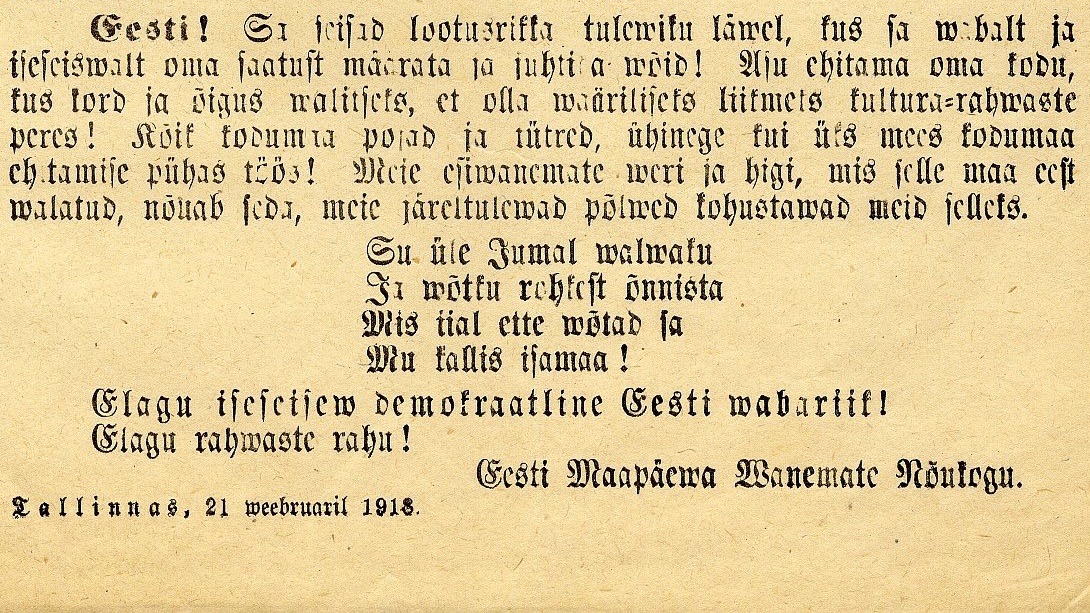 Eesti! Sa seisad lootusrikka tulewiku läwel, kus sa wabalt ja
iseseiswalt oma saatust määrata ja juhtida wõid! Asu ehitama oma kodu,
kus kord ja õigus walitseks, et olla wääriliseks liikmeks kultura-rahwaste
peres! Kõik kodumaa pojad ja tütred, ühinege kui üks mees kodumaa
ehitamise pühas töös! Meie esiwanemate weri ja higi, mis selle maa eest
walatud, nõuab seda, meie järeltulewad põlwed kohustawad meid selleks.
Su üle Jumal walwaku
Ja wõtku rohkest õnnista
Mis iial ette wõtad sa
Mu kallis isamaa!
Elagu iseseisew demokraatline Eesti wabariik!
Elagu rahwaste rahu!
Eesti Maapäewa Wanemate Nõukogu.
Tallinnas, 21 weebruaril 1918.